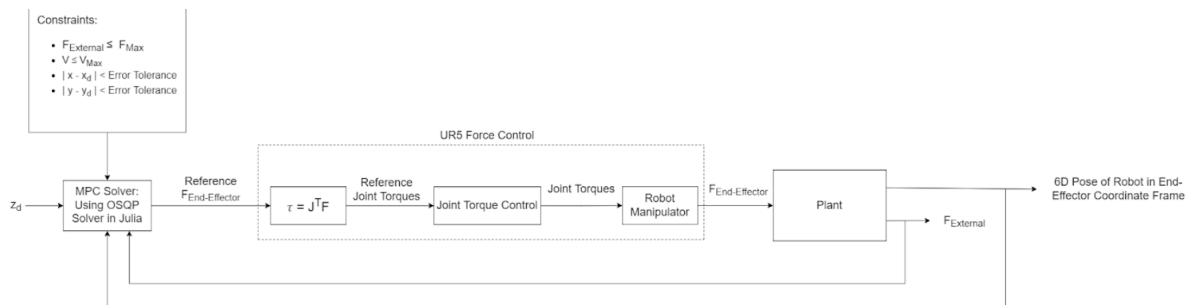 Constraints:
• F_External ≤ F_Max
• V ≤ V_Max
• | x - x_d | < Error Tolerance
• | y - y_d | < Error Tolerance
UR5 Force Control
z_d
MPC Solver:
Using OSQP
Solver in Julia
Reference
F_End-Effector
τ = J^T F
Reference
Joint Torques
Joint Torque Control
Joint Torques
Robot
Manipulator
F_End-Effector
Plant
6D Pose of Robot in End-
Effector Coordinate Frame
F_External